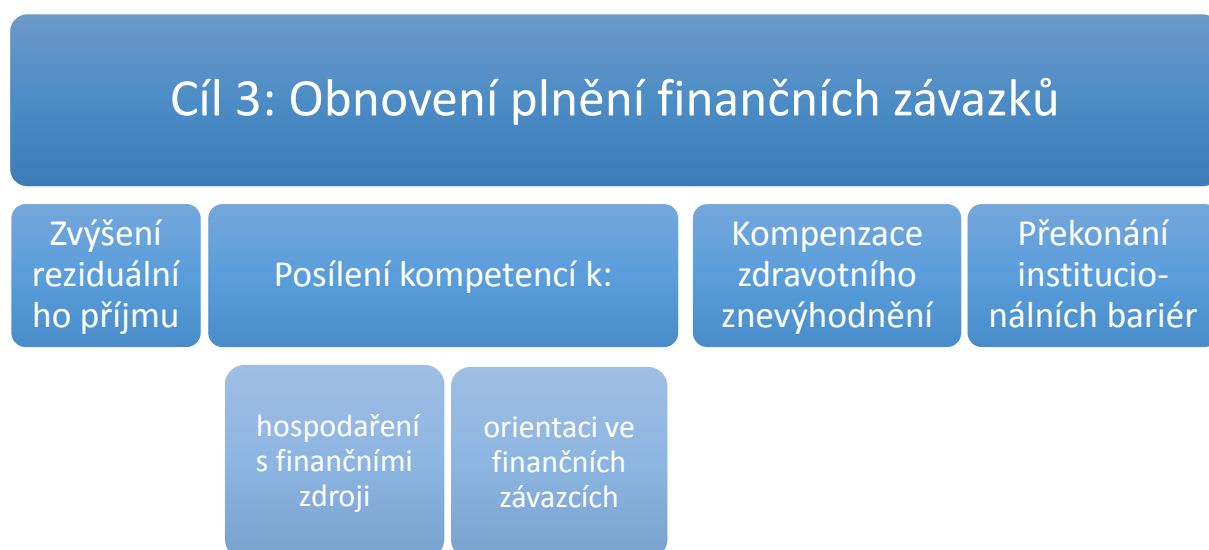 Cíl 3: Obnovení plnění finančních závazků
Zvýšení
reziduální
ho příjmu
Posílení kompetencí k:
Kompenzace
zdravotního
znevýhodnění
Překonání
institucio-
nálních bariér
hospodaření
s finančními
zdroji
orientaci ve
finančních
závazcích